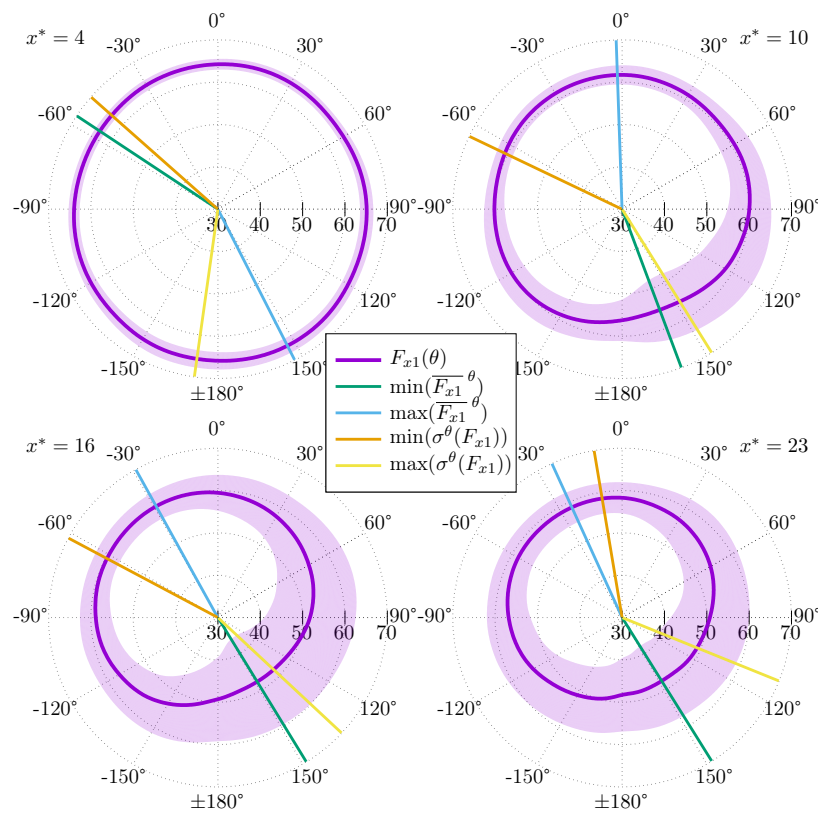 0° 0°
x* = 4 -30° 30° -30° 30° x* = 10
-60° 60° -60° 60°
-90° 30 40 50 60 70 90° -90° 30 40 50 60 70 90°
-120° 120° -120° 120°
-150° 150° -150°
±180° ±180°
F_{x1}(θ)
min(\overline{F_{x1}}^θ)
max(\overline{F_{x1}}^θ)
min(σ^θ(F_{x1}))
max(σ^θ(F_{x1}))
0° 0°
x* = 16 -30° 30° 30° 30° x* = 23
-60° 60° -60° 60°
-90° 30 40 50 60 70 90° -90° 30 40 50 60 70 90°
-120° 120° -120° 120°
-150° 150° -150° 150°
±180° ±180°